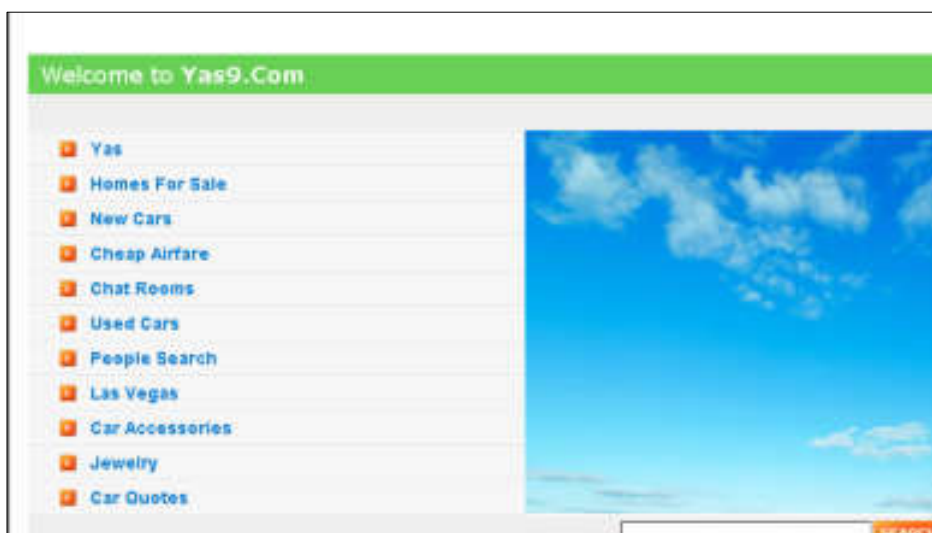 Welcome to Yas9.Com
Yas
Homes For Sale
New Cars
Cheap Airfare
Chat Rooms
Used Cars
People Search
Las Vegas
Car Accessories
Jewelry
Car Quotes